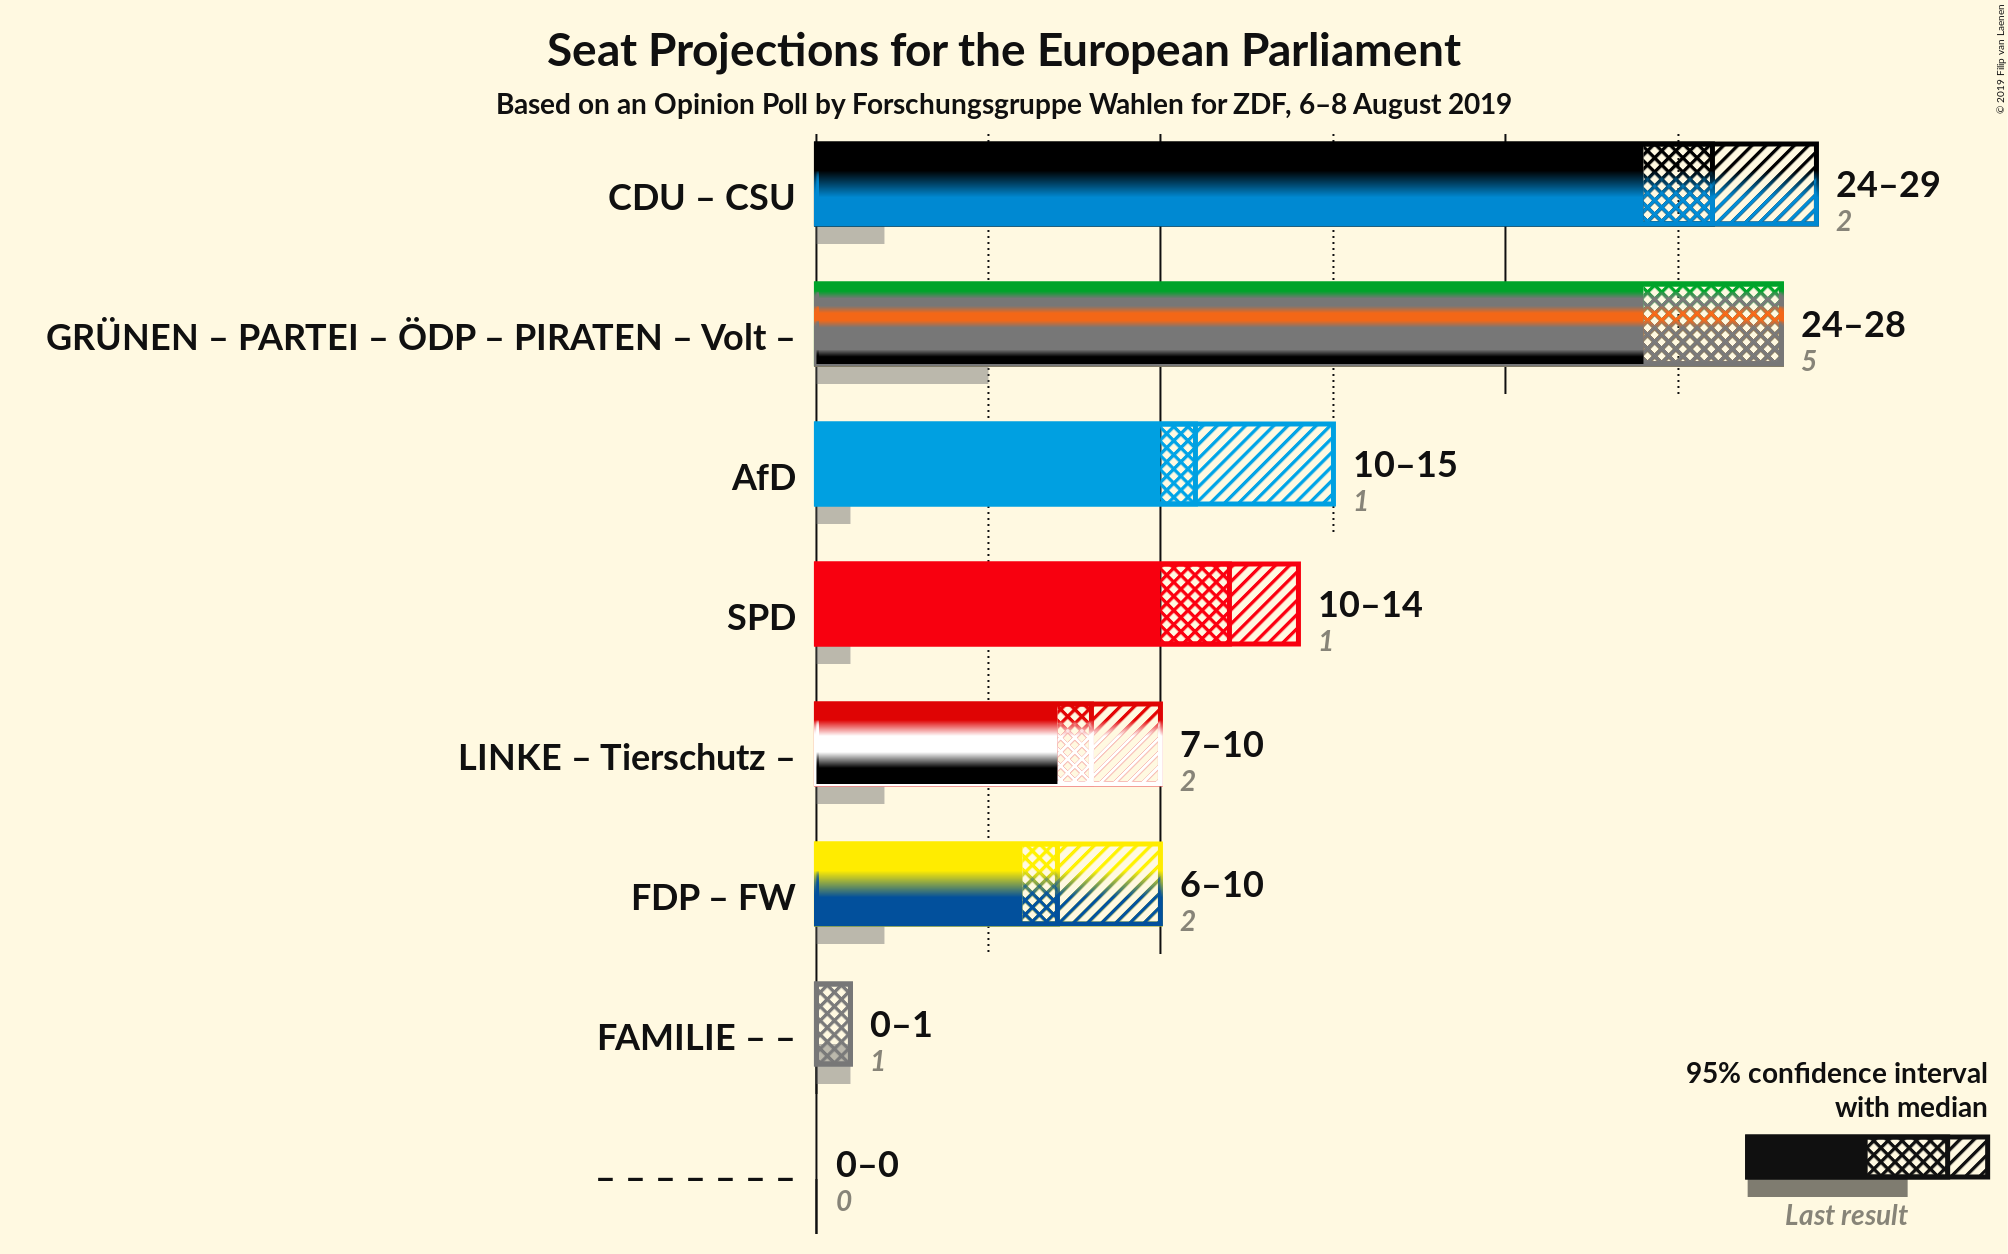 Seat Projections for the European Parliament
Based on an Opinion Poll by Forschungsgruppe Wahlen for ZDF, 6–8 August 2019
© 2019 Filip van Laenen
CDU – CSU
24–29
2
GRÜNEN – PARTEI – ÖDP – PIRATEN – Volt –
24–28
5
AfD
10–15
1
SPD
10–14
1
LINKE – Tierschutz –
7–10
2
FDP – FW
6–10
2
FAMILIE – –
0–1
1
– – – – – – –
0–0
0
95% confidence interval
with median
Last result